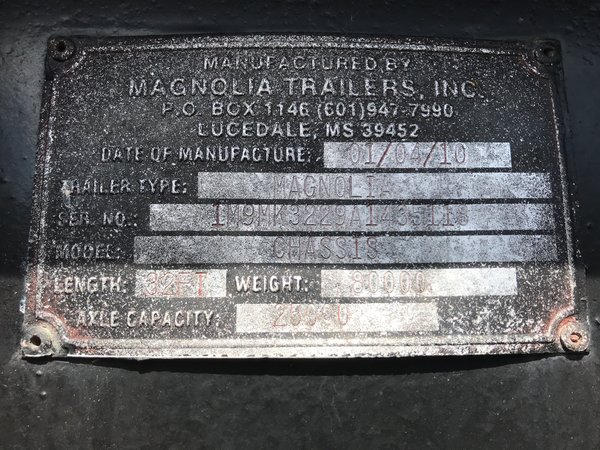 MANUFACTURED BY
MAGNOLIA TRAILERS, INC.
P.O. BOX 1146 (601) 947-7990
LUCEDALE, MS 39452
DATE OF MANUFACTURE: 01/04/10
TRAILER TYPE: MAGNOLIA
SER. NO.:
MODEL: CHASSIS
LENGTH: 32FT WEIGHT: 80000
AXLE CAPACITY: